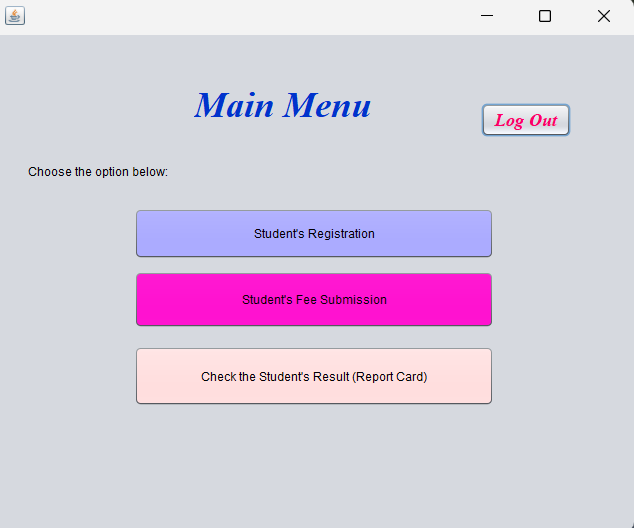 Main Menu
Log Out
Choose the option below:
Student's Registration
Student's Fee Submission
Check the Student's Result (Report Card)